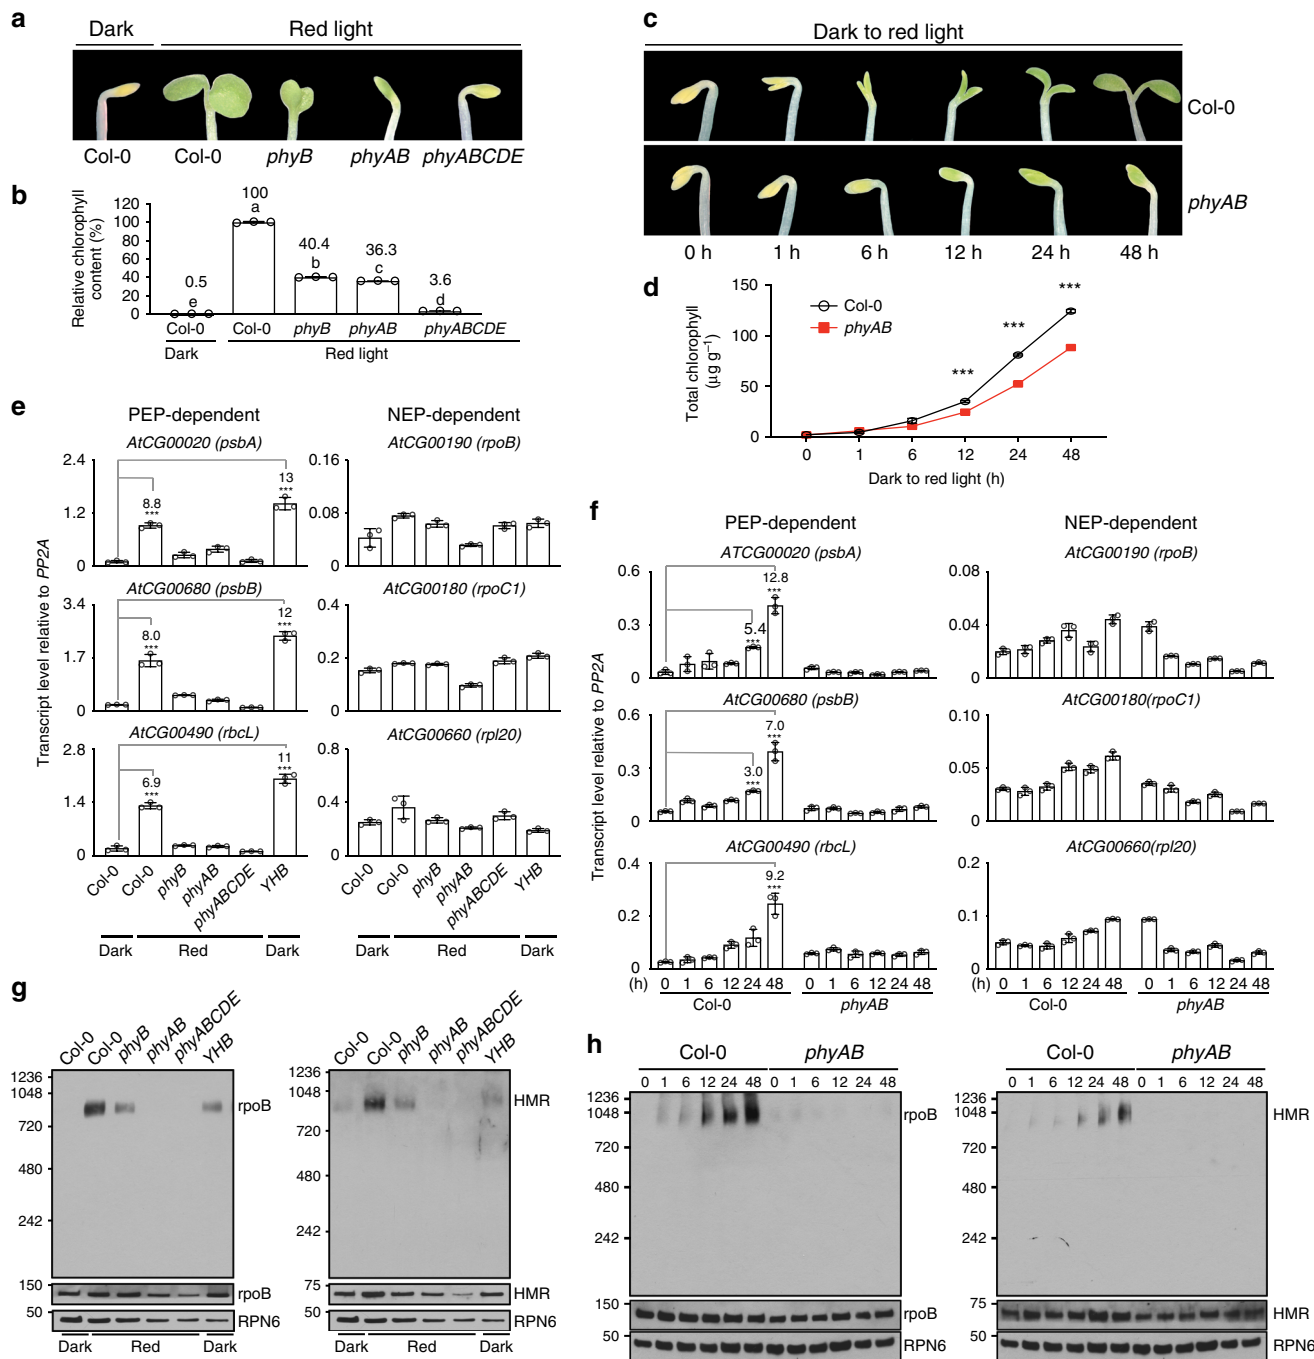 a
Dark
Red light
Col-0
Col-0
phyB
phyAB
phyABCDE
b
Relative chlorophyll
content (%)
120
100
80
60
40
20
0
0.5
e
100
a
40.4
b
36.3
c
3.6
d
Col-0
Col-0
phyB
phyAB
phyABCDE
Dark
Red light
c
Dark to red light
Col-0
phyAB
0 h
1 h
6 h
12 h
24 h
48 h
d
Total chlorophyll
(µg g⁻¹)
150
100
50
0
Col-0
phyAB
***
***
***
0
1
6
12
24
48
Dark to red light (h)
e
PEP-dependent
NEP-dependent
Transcript level relative to PP2A
AtCG00020 (psbA)
2.4
1.2
0
8.8
***
13
***
AtCG00190 (rpoB)
0.16
0.08
0
AtCG00680 (psbB)
3.4
1.7
0
8.0
***
12
***
AtCG00180 (rpoC1)
0.4
0.2
0
AtCG00490 (rbcL)
2.8
1.4
0
6.9
***
11
***
AtCG00660 (rpl20)
0.8
0.4
0
Col-0
Col-0
phyB
phyAB
phyABCDE
YHB
Dark
Red
Dark
Col-0
Col-0
phyB
phyAB
phyABCDE
YHB
Dark
Red
Dark
f
PEP-dependent
NEP-dependent
Transcript level relative to PP2A
ATCG00020 (psbA)
0.6
0.3
0
5.4
***
12.8
***
AtCG00190 (rpoB)
0.08
0.04
0
AtCG00680 (psbB)
0.6
0.3
0
3.0
***
7.0
***
AtCG00180(rpoC1)
0.10
0.05
0
AtCG00490 (rbcL)
0.4
0.2
0
9.2
***
AtCG00660(rpl20)
0.2
0.1
0
(h)
0 1 6 12 24 48 0 1 6 12 24 48
Col-0
phyAB
(h)
0 1 6 12 24 48 0 1 6 12 24 48
Col-0
phyAB
g
Col-0
Col-0
phyB
phyAB
phyABCDE
YHB
1236
1048
720
480
242
rpoB
150
rpoB
50
RPN6
Dark
Red
Dark
Col-0
Col-0
phyB
phyAB
phyABCDE
YHB
1236
1048
720
480
242
HMR
75
HMR
50
RPN6
Dark
Red
Dark
h
Col-0
phyAB
0 1 6 12 24 48 0 1 6 12 24 48
1236
1048
720
480
242
rpoB
150
rpoB
50
RPN6
Col-0
phyAB
0 1 6 12 24 48 0 1 6 12 24 48
1236
1048
720
480
242
HMR
75
HMR
50
RPN6